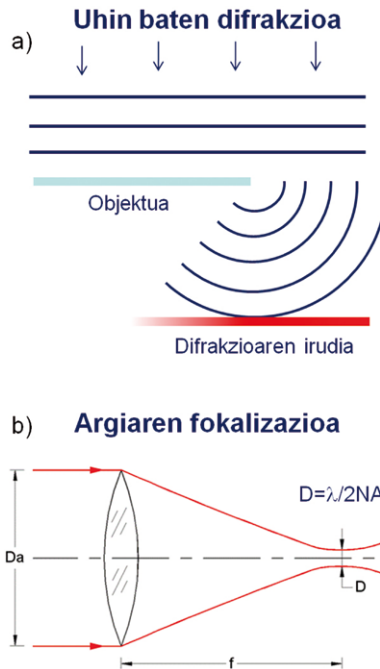 Uhin baten difrakzioa
a)
Objektua
Difrakzioaren irudia
b) Argiaren fokalizazioa
D=λ/2NA
Da
D
f